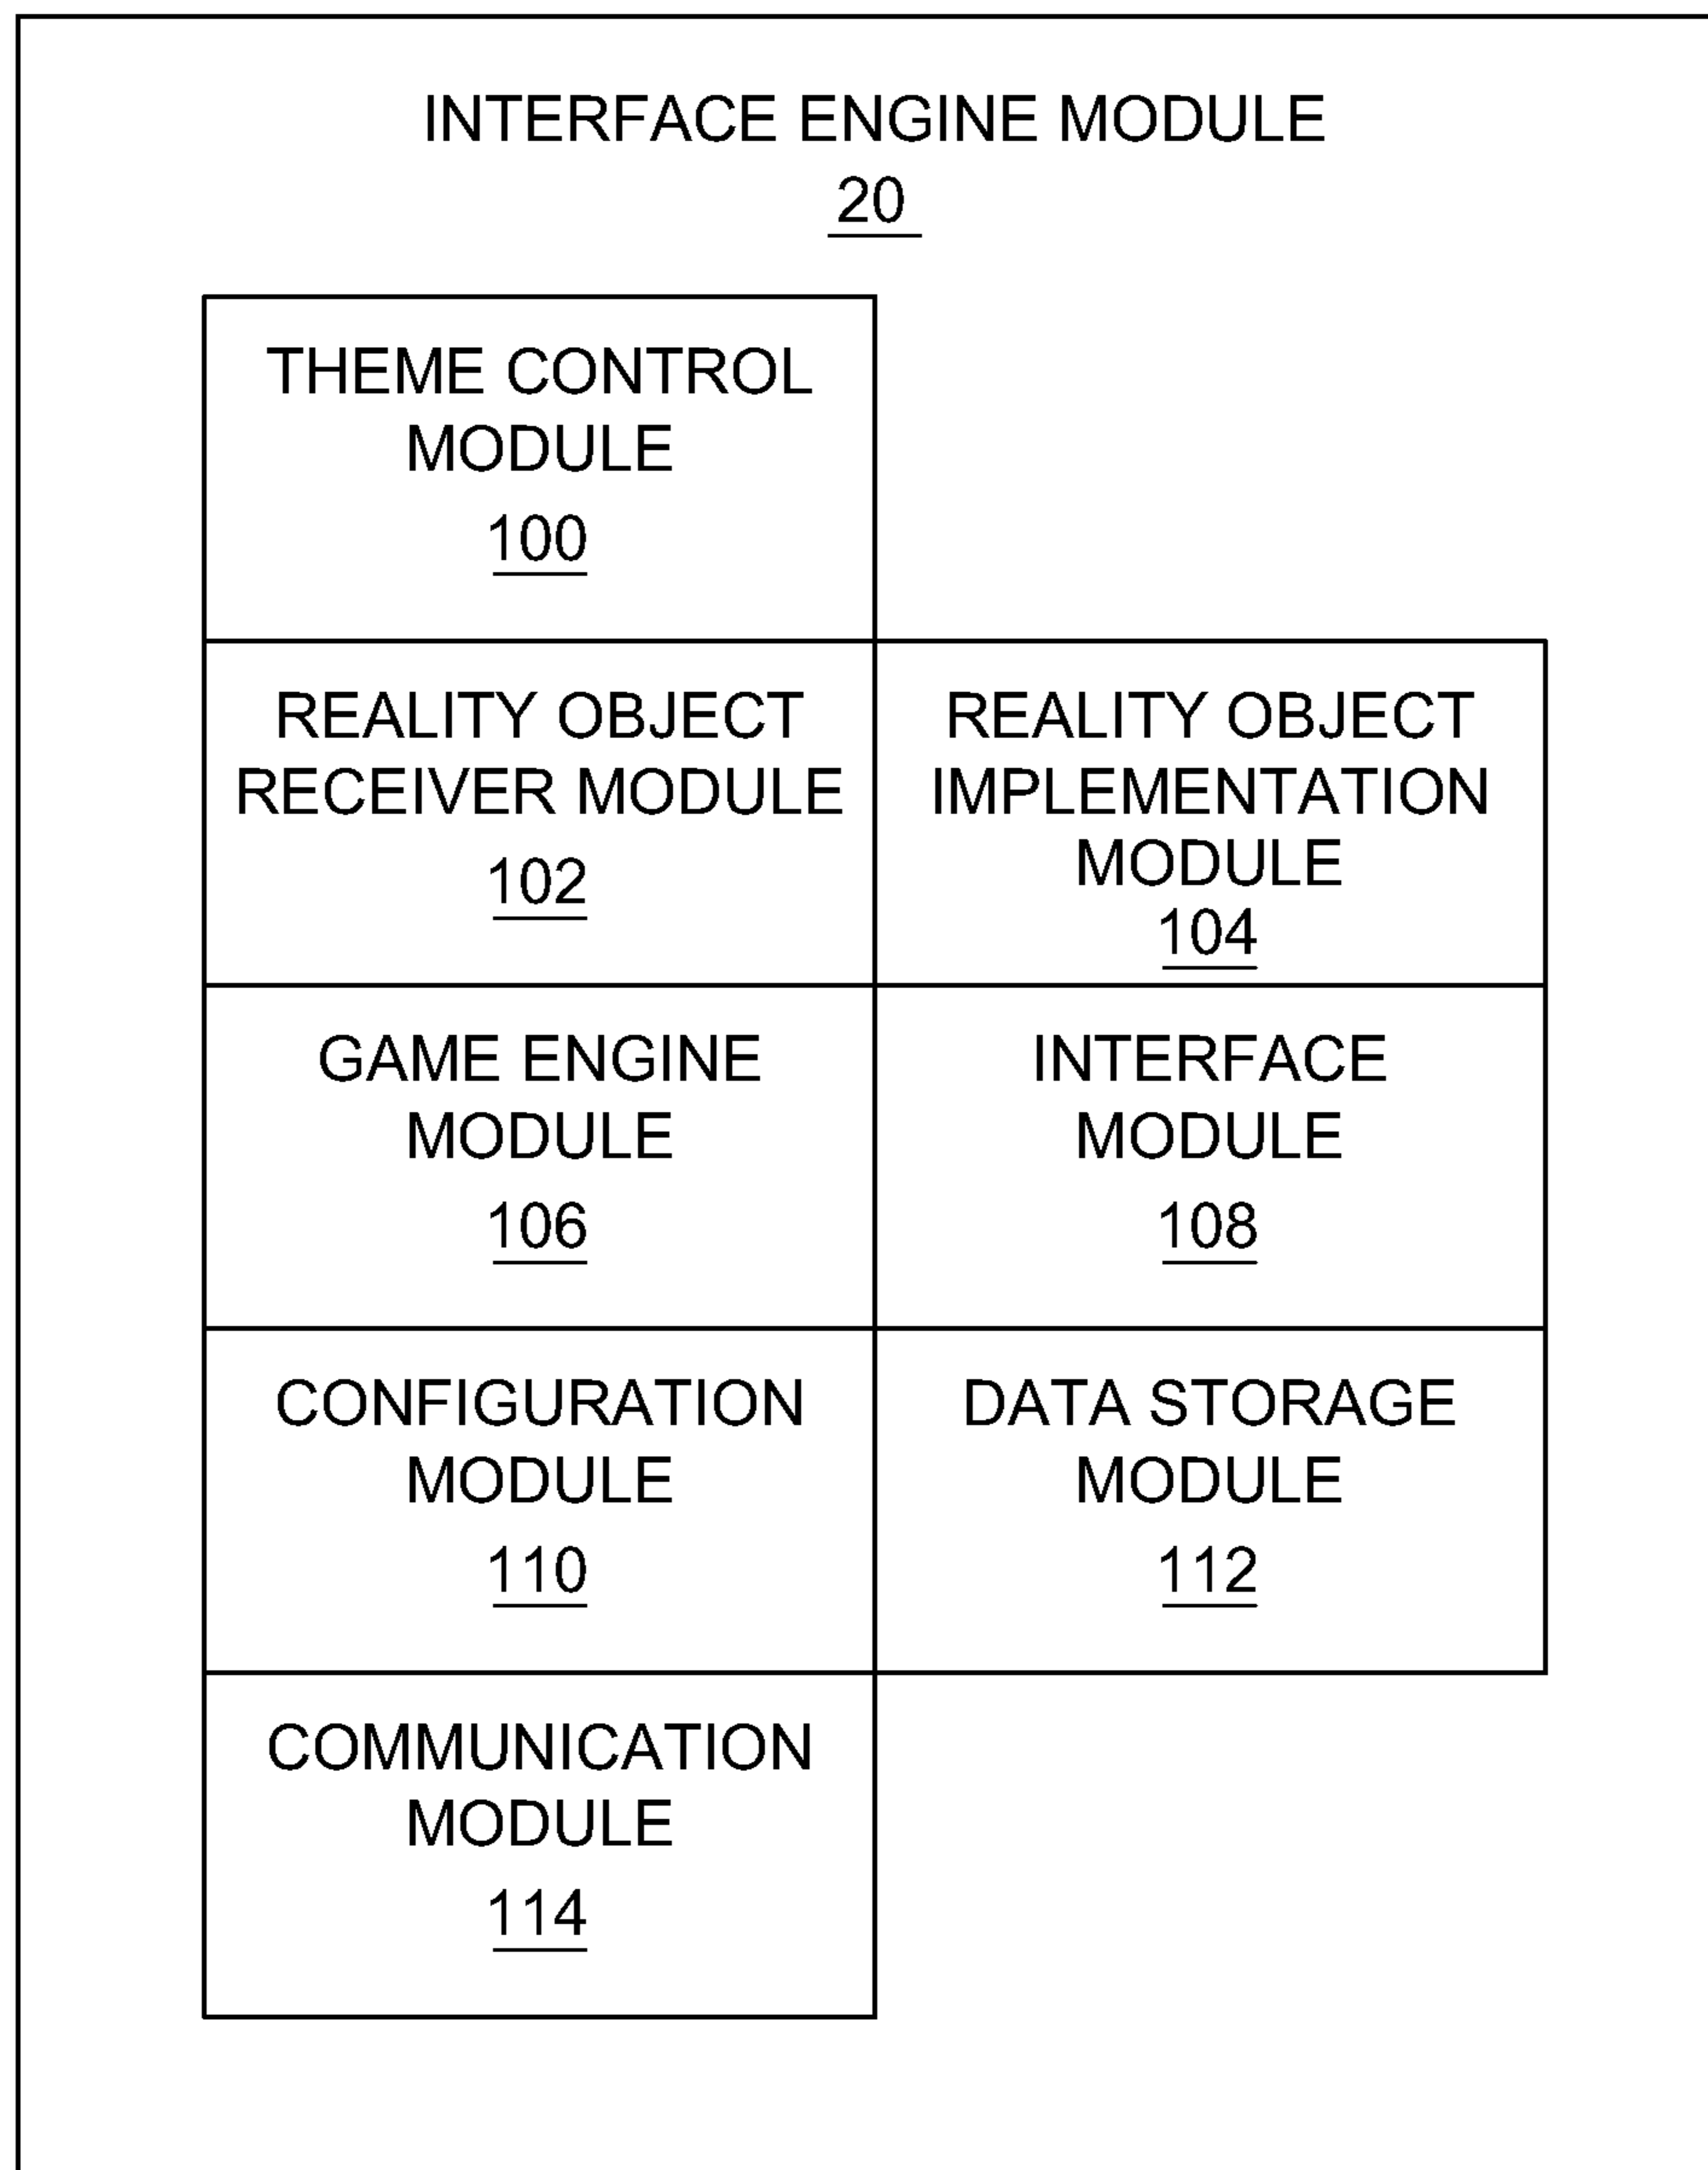 INTERFACE ENGINE MODULE
20
THEME CONTROL
MODULE
100
REALITY OBJECT
RECEIVER MODULE
102
REALITY OBJECT
IMPLEMENTATION
MODULE
104
GAME ENGINE
MODULE
106
INTERFACE
MODULE
108
CONFIGURATION
MODULE
110
DATA STORAGE
MODULE
112
COMMUNICATION
MODULE
114